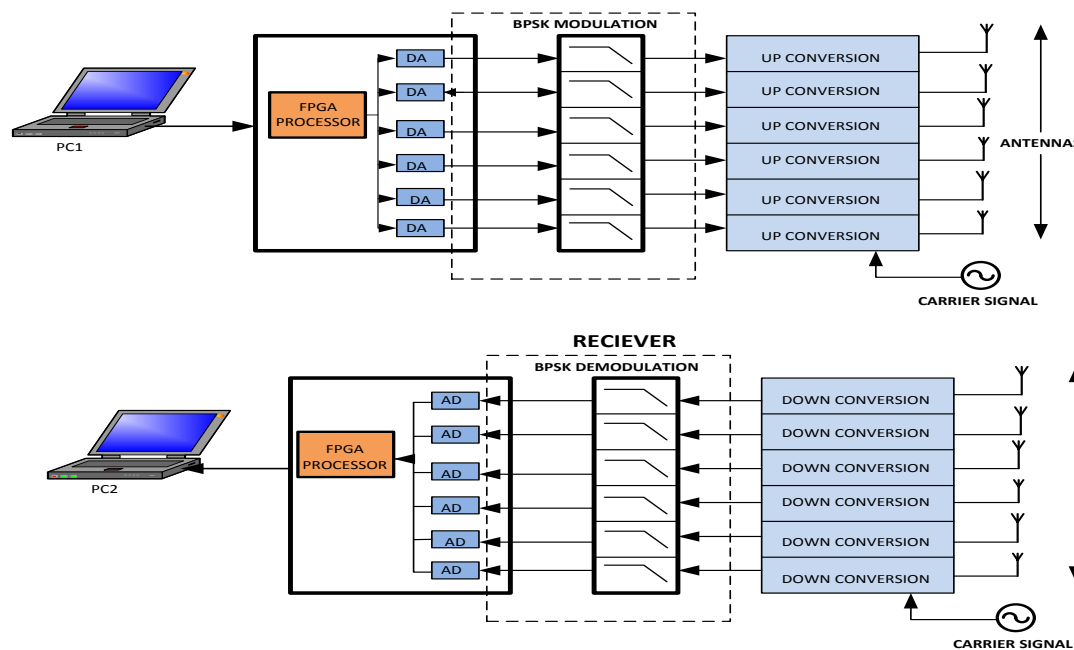 BPSK MODULATION
DA
UP CONVERSION
DA
UP CONVERSION
FPGA
PROCESSOR
PC1
DA
UP CONVERSION
ANTENNAS
DA
UP CONVERSION
DA
UP CONVERSION
DA
UP CONVERSION
CARRIER SIGNAL
RECIEVER
BPSK DEMODULATION
AD
DOWN CONVERSION
AD
DOWN CONVERSION
FPGA
PROCESSOR
AD
DOWN CONVERSION
PC2
AD
DOWN CONVERSION
AD
DOWN CONVERSION
AD
DOWN CONVERSION
CARRIER SIGNAL